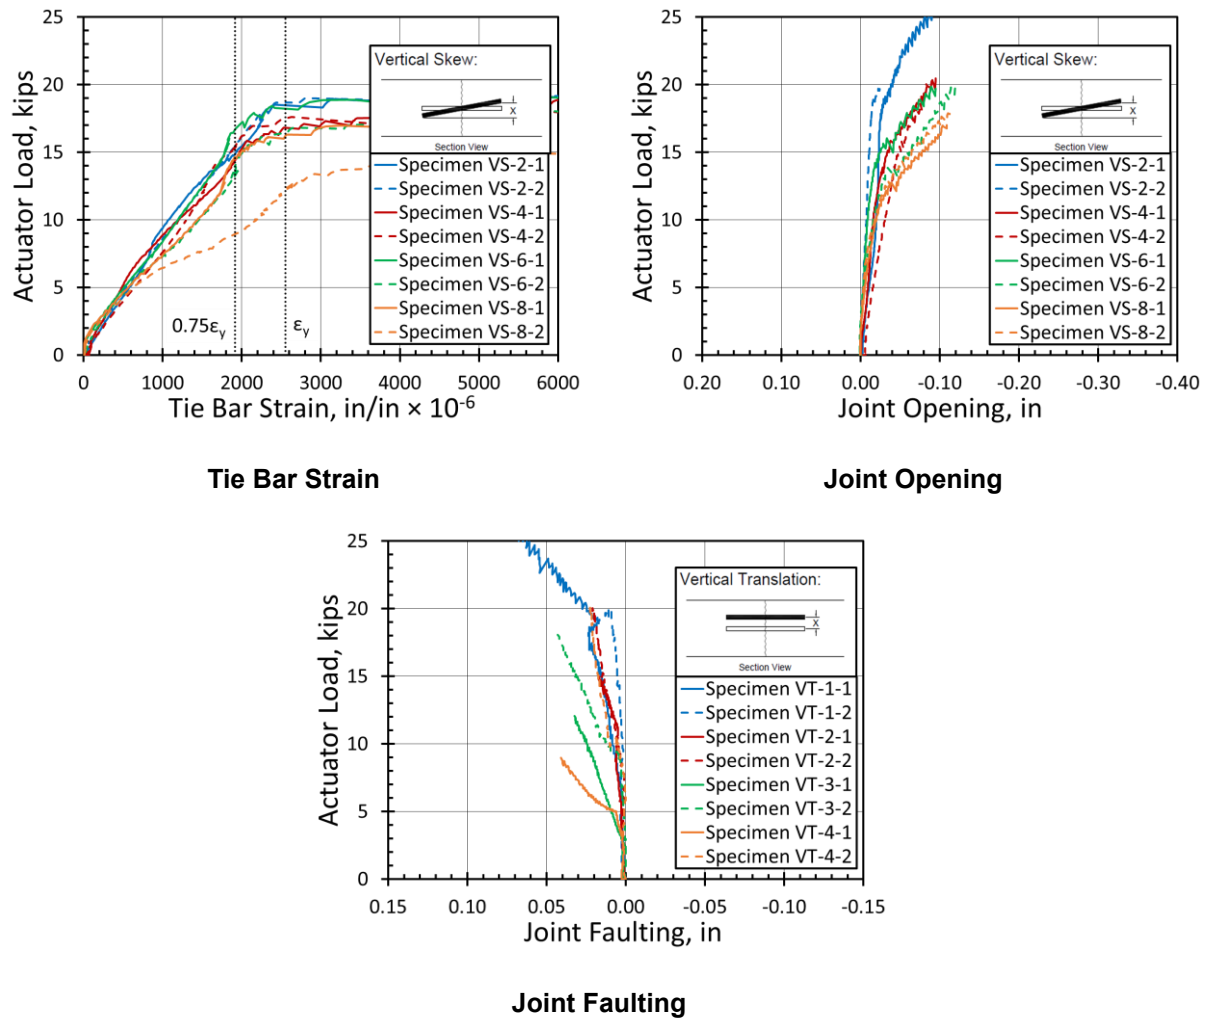 25
20
15
10
5
0
Actuator Load, kips
0.75εy
εy
Vertical Skew:
X
Section View
Specimen VS-2-1
Specimen VS-2-2
Specimen VS-4-1
Specimen VS-4-2
Specimen VS-6-1
Specimen VS-6-2
Specimen VS-8-1
Specimen VS-8-2
0 1000 2000 3000 4000 5000 6000
Tie Bar Strain, in/in × 10-6
Tie Bar Strain
25
20
15
10
5
0
Actuator Load, kips
Vertical Skew:
X
Section View
Specimen VS-2-1
Specimen VS-2-2
Specimen VS-4-1
Specimen VS-4-2
Specimen VS-6-1
Specimen VS-6-2
Specimen VS-8-1
Specimen VS-8-2
0.20 0.10 0.00 -0.10 -0.20 -0.30 -0.40
Joint Opening, in
Joint Opening
25
20
15
10
5
0
Actuator Load, kips
Vertical Translation:
X
Section View
Specimen VT-1-1
Specimen VT-1-2
Specimen VT-2-1
Specimen VT-2-2
Specimen VT-3-1
Specimen VT-3-2
Specimen VT-4-1
Specimen VT-4-2
0.15 0.10 0.05 0.00 -0.05 -0.10 -0.15
Joint Faulting, in
Joint Faulting